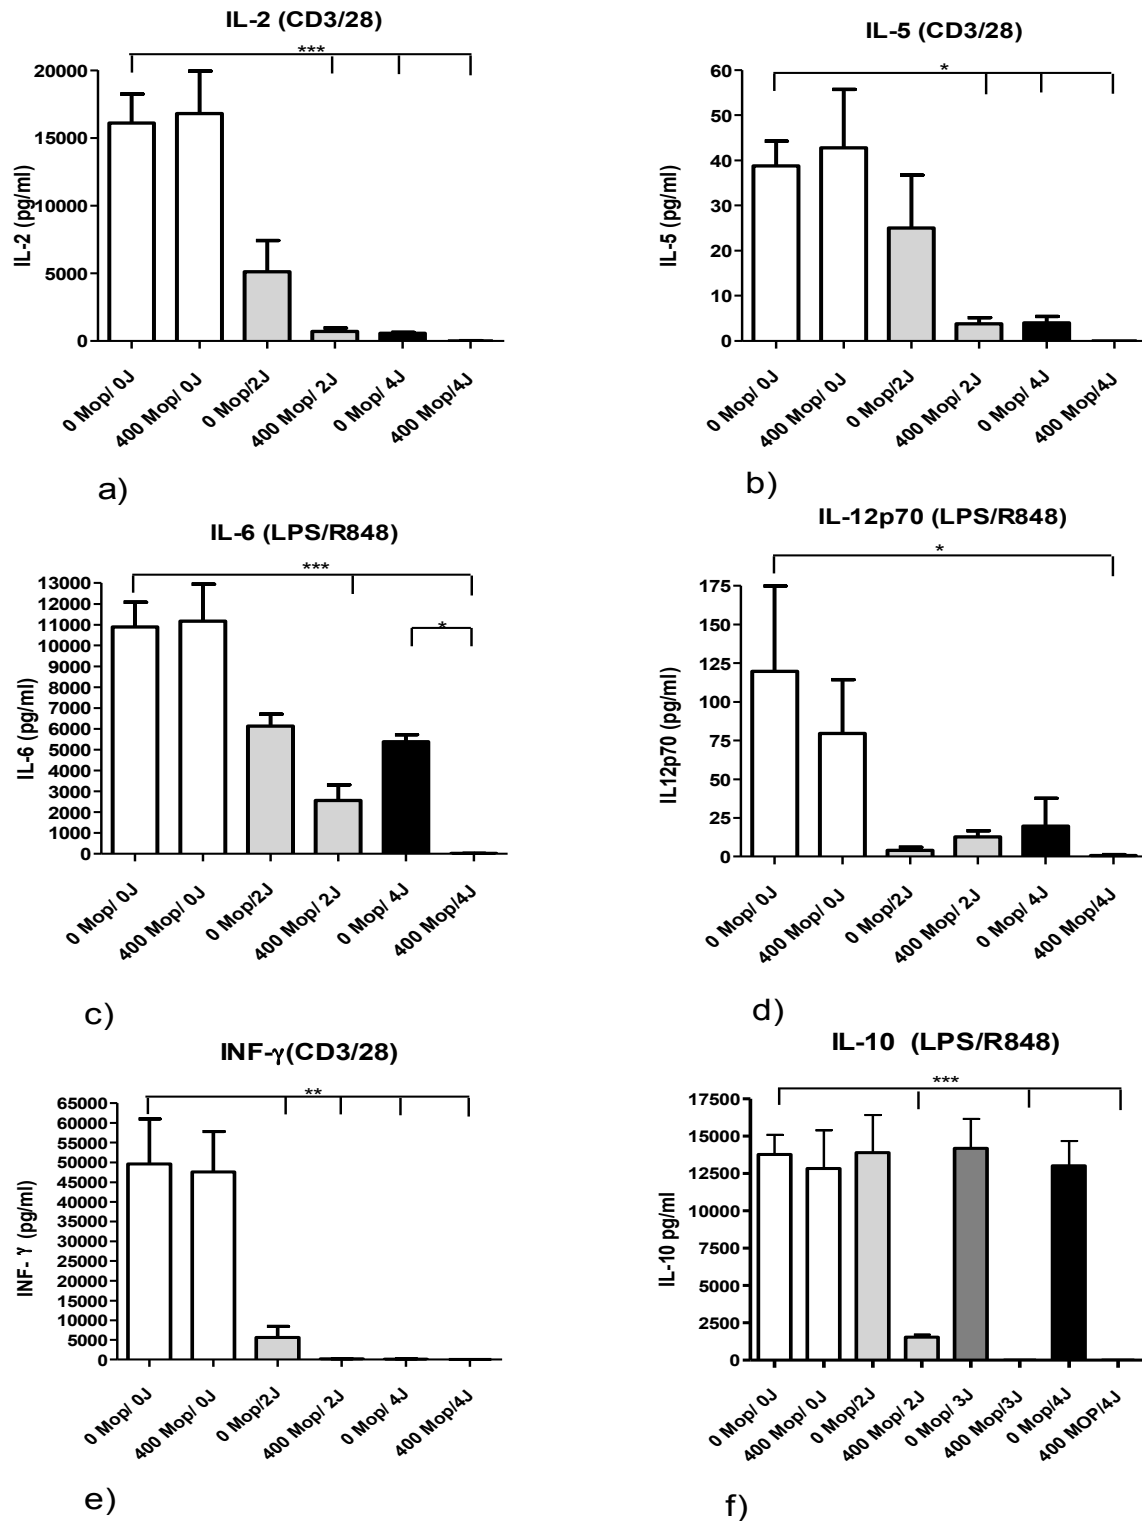 IL-2 (CD3/28)
***
20000
15000
10000
5000
0
IL-2 (pg/ml)
0 Mop/ 0J
400 Mop/ 0J
0 Mop/2J
400 Mop/ 2J
0 Mop/ 4J
400 Mop/4J
a)
IL-5 (CD3/28)
*
60
50
40
30
20
10
0
IL-5 (pg/ml)
0 Mop/ 0J
400 Mop/ 0J
0 Mop/2J
400 Mop/ 2J
0 Mop/ 4J
400 Mop/4J
b)
IL-6 (LPS/R848)
***
*
13000
12000
11000
10000
9000
8000
7000
6000
5000
4000
3000
2000
1000
0
IL-6 (pg/ml)
0 Mop/ 0J
400 Mop/ 0J
0 Mop/2J
400 Mop/ 2J
0 Mop/ 4J
400 Mop/4J
c)
IL-12p70 (LPS/R848)
*
175
150
125
100
75
50
25
0
IL12p70 (pg/ml)
0 Mop/ 0J
400 Mop/ 0J
0 Mop/2J
400 Mop/ 2J
0 Mop/ 4J
400 Mop/4J
d)
INF-γ(CD3/28)
**
65000
60000
55000
50000
45000
40000
35000
30000
25000
20000
15000
10000
5000
0
INF- γ (pg/ml)
0 Mop/ 0J
400 Mop/ 0J
0 Mop/2J
400 Mop/ 2J
0 Mop/ 4J
400 Mop/4J
e)
IL-10 (LPS/R848)
***
17500
15000
12500
10000
7500
5000
2500
0
IL-10 pg/ml
0 Mop/ 0J
400 Mop/ 0J
0 Mop/2J
400 Mop/ 2J
0 Mop/ 3J
400 Mop/3J
0 Mop/4J
400 MOP/4J
f)